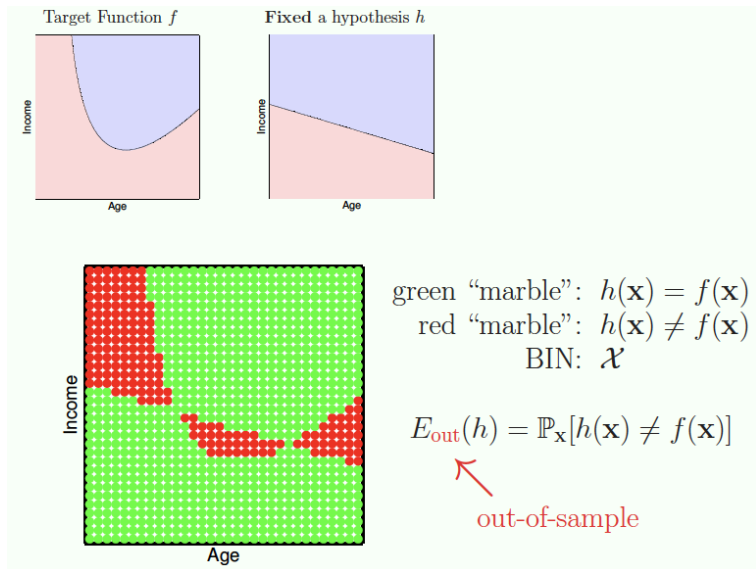 Target Function f
Fixed a hypothesis h
Income
Age
Income
Age
green “marble”: h(x) = f(x)
red “marble”: h(x) ≠ f(x)
BIN: 𝒳
Income
Age
E_out(h) = ℙ_x[h(x) ≠ f(x)]
out-of-sample